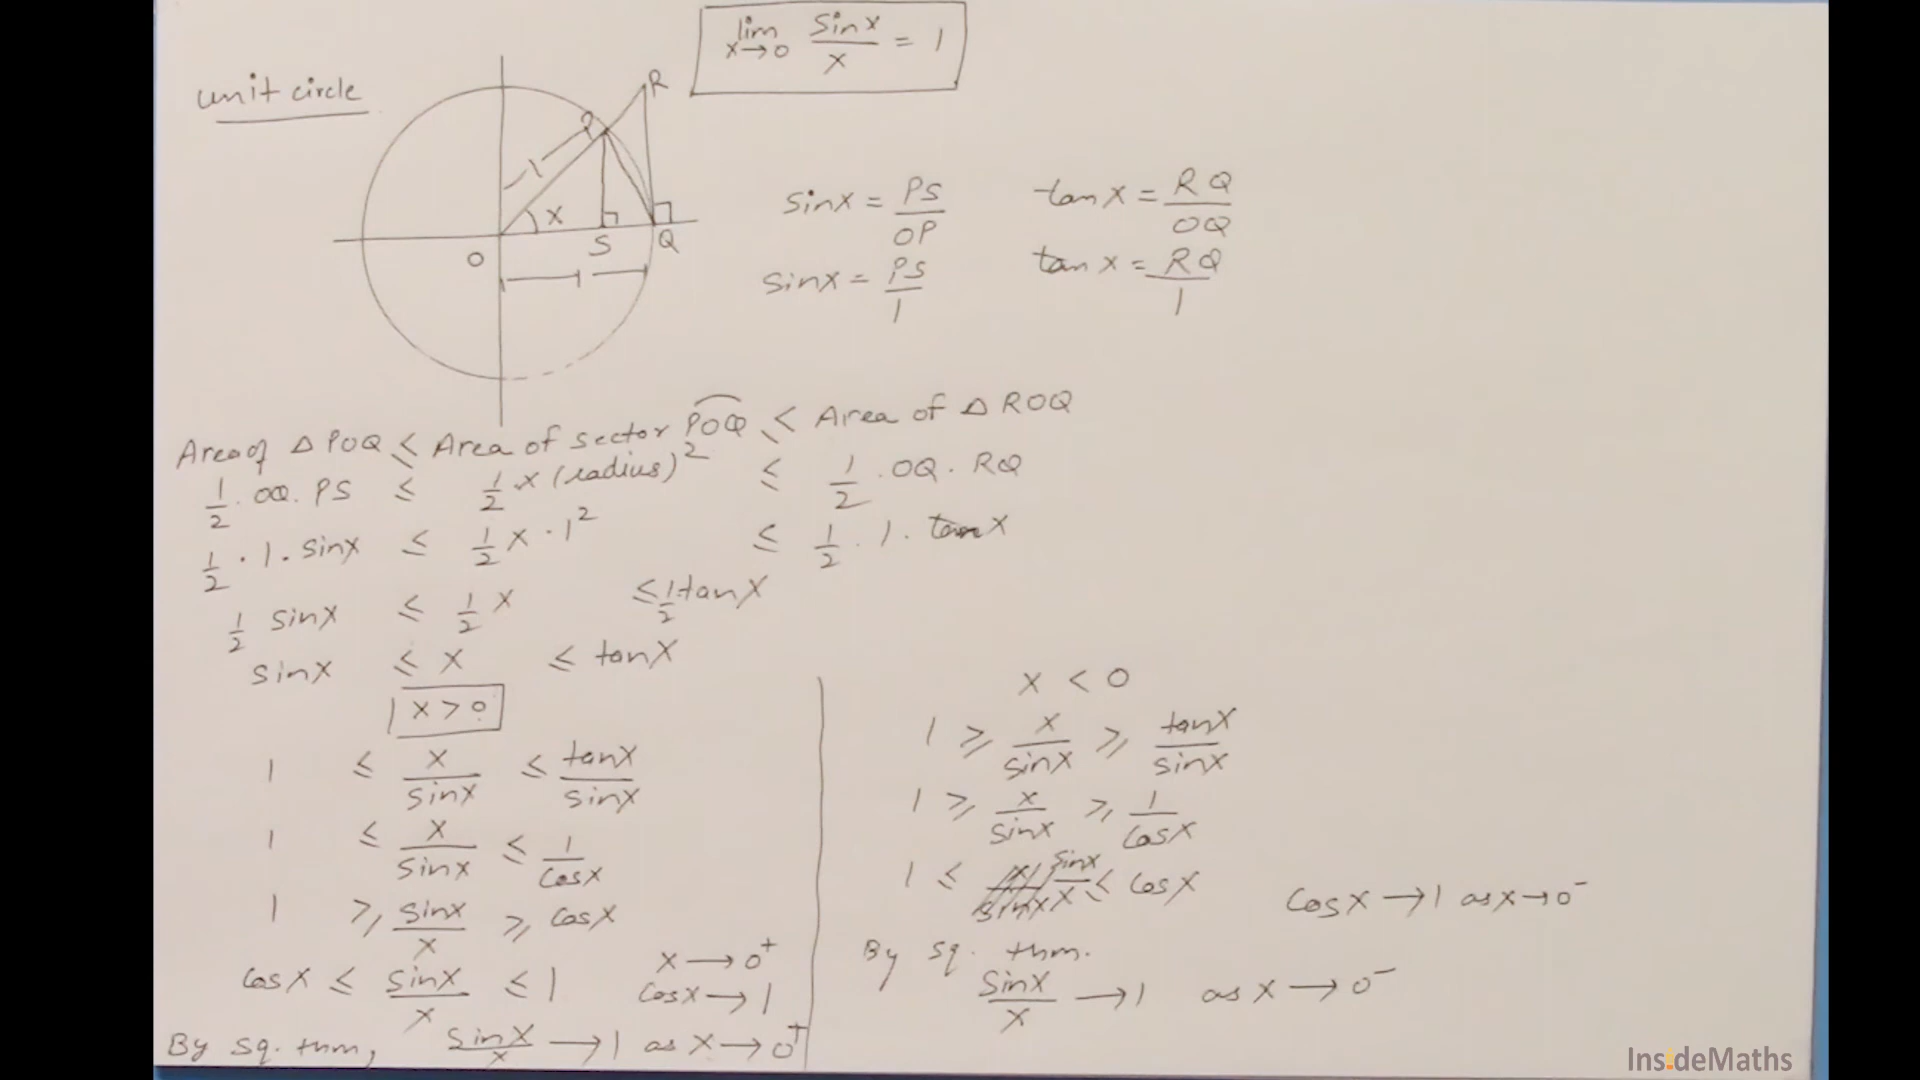 lim x→0 sinx/x = 1
unit circle
R
P
1
x
O
S
Q
1
sinx = PS/OP
tanx = RQ/OQ
sinx = PS/1
tanx = RQ/1
Area of △ POQ ≤ Area of sector POQ ≤ Area of △ ROQ
1/2 . OQ. PS ≤ 1/2 x (radius)² ≤ 1/2 . OQ . RQ
1/2 . 1 . sinx ≤ 1/2 x . 1² ≤ 1/2 . 1 . tanx
1/2 sinx ≤ 1/2 x ≤ 1/2 tanx
sinx ≤ x ≤ tanx
x > 0
1 ≤ x/sinx ≤ tanx/sinx
1 ≤ x/sinx ≤ 1/cosx
1 ≥ sinx/x ≥ cosx
cosx ≤ sinx/x ≤ 1
x → 0⁺
cosx → 1
By sq. thm, sinx/x → 1 as x → 0⁺
x < 0
1 ≥ x/sinx ≥ tanx/sinx
1 ≥ x/sinx ≥ 1/cosx
1 ≤ sinx/x ≤ cosx
cosx → 1 as x → 0⁻
By sq. thm.
sinx/x → 1 as x → 0⁻
InsideMaths